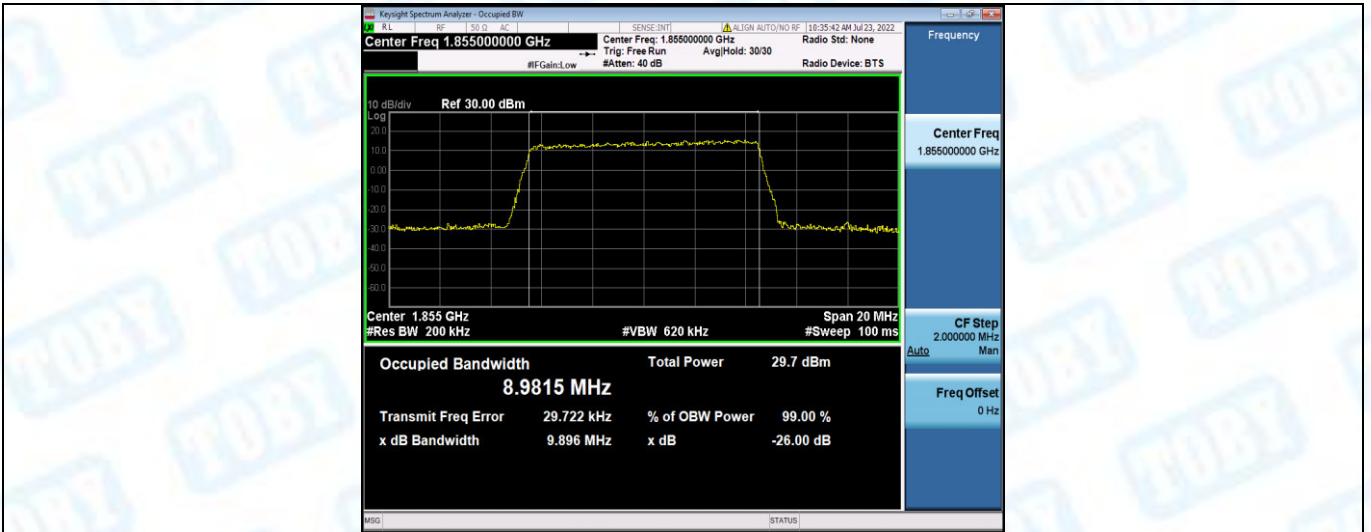 Keysight Spectrum Analyzer - Occupied BW
RL RF 50 Ω AC SENSE:INT ALIGN AUTO/NO RF 10:35:42 AM Jul 23, 2022
Center Freq 1.855000000 GHz
Center Freq: 1.855000000 GHz Radio Std: None
Trig: Free Run Avg|Hold: 30/30
#IFGain:Low #Atten: 40 dB Radio Device: BTS
10 dB/div Ref 30.00 dBm
Log
20.0
10.0
0.00
-10.0
-20.0
-30.0
-40.0
-50.0
-60.0
Center 1.855 GHz Span 20 MHz
#Res BW 200 kHz #VBW 620 kHz #Sweep 100 ms
Occupied Bandwidth Total Power 29.7 dBm
8.9815 MHz
Transmit Freq Error 29.722 kHz % of OBW Power 99.00 %
x dB Bandwidth 9.896 MHz x dB -26.00 dB
MSG STATUS
Frequency
Center Freq
1.855000000 GHz
CF Step
2.000000 MHz
Auto Man
Freq Offset
0 Hz
TOBY
TOBY
TOBY
TOBY
TOBY
TOBY
TOBY
TOBY